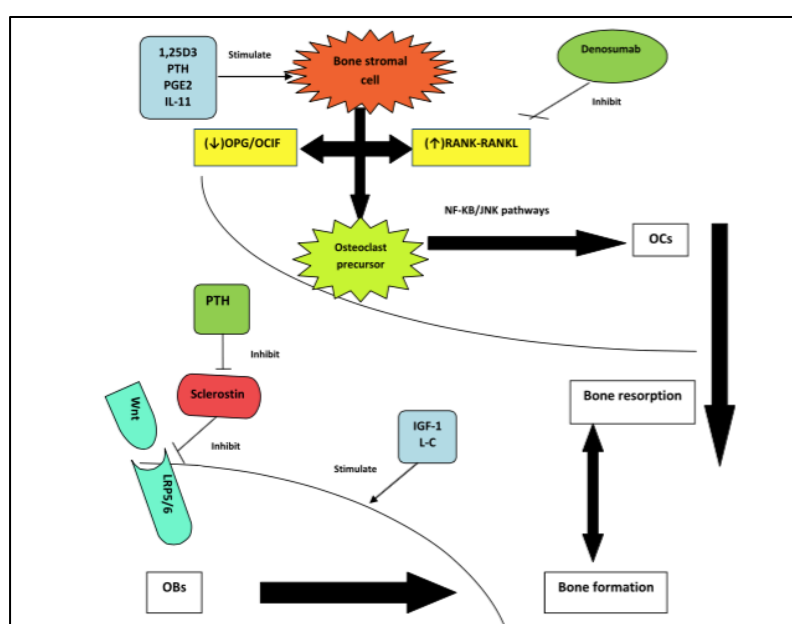 1,25D3
PTH
PGE2
IL-11
Stimulate
Bone stromal
cell
Denosumab
Inhibit
(↓)OPG/OCIF
(↑)RANK-RANKL
NF-KB/JNK pathways
Osteoclast
precursor
OCs
PTH
Inhibit
Sclerostin
Bone resorption
Wnt
Inhibit
IGF-1
L-C
Stimulate
LRP5/6
OBs
Bone formation